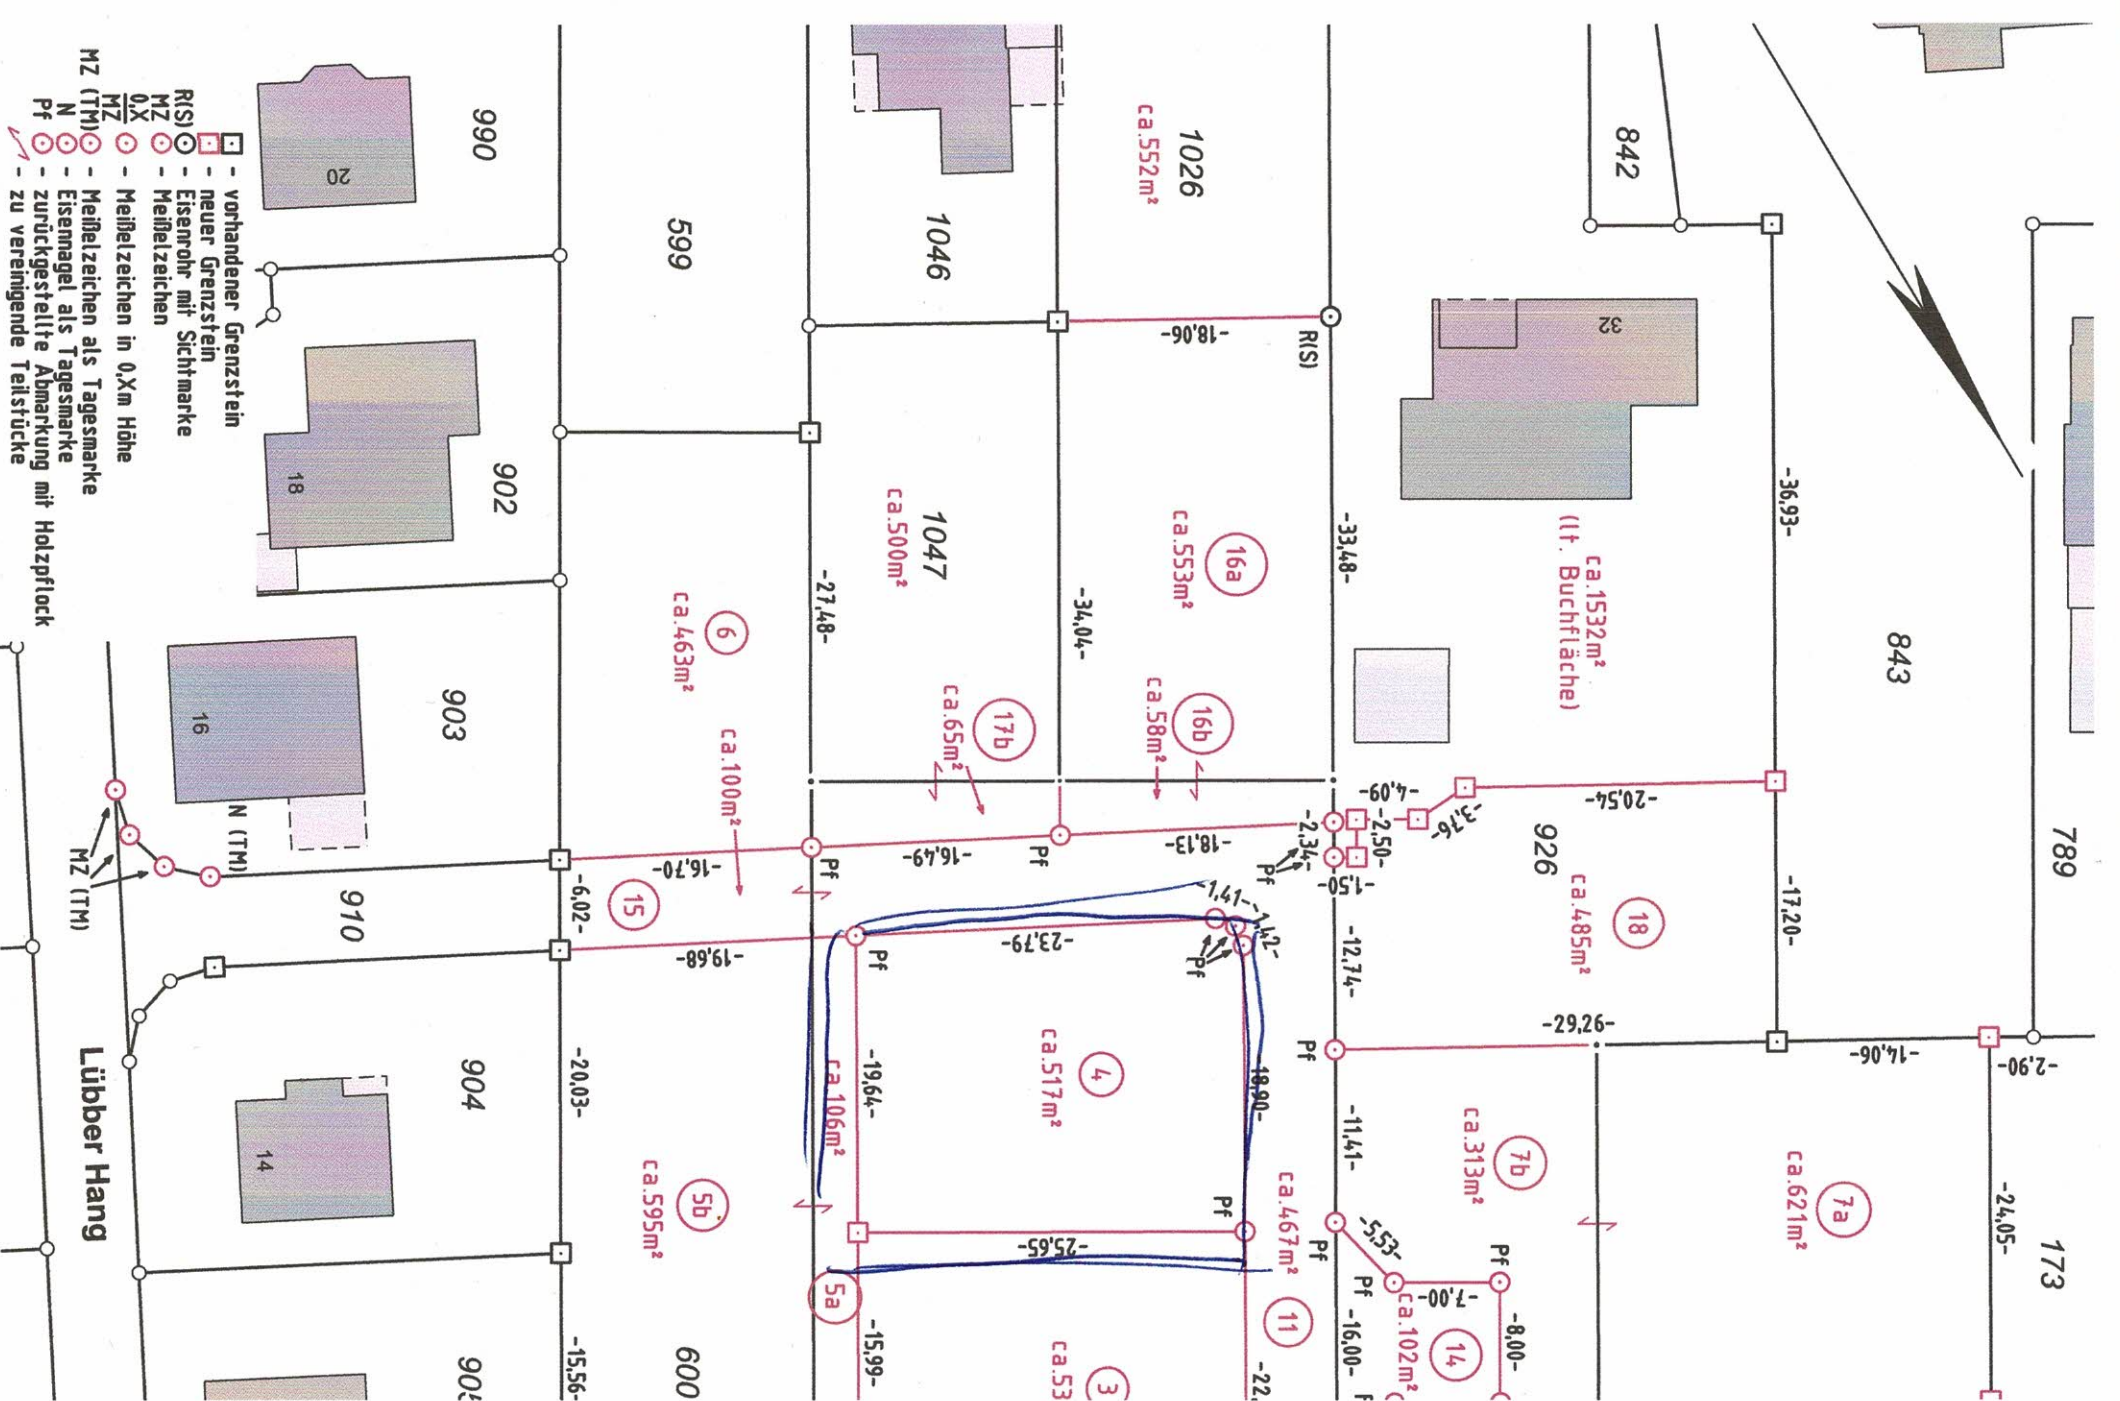 vorhandener Grenzstein
neuer Grenzstein
R(S) - Eisenrohr mit Sichtmarke
MZ - Meißelzeichen
0,X
MZ - Meißelzeichen in 0,Xm Höhe
MZ (TM) - Meißelzeichen als Tagesmarke
N - Eisennagel als Tagesmarke
Pf - zurückgestellte Abmarkung mit Holzpflock
- zu vereinigende Teilstücke
990
20
902
18
903
16
N (TM)
MZ (TM)
910
904
14
Lübber Hang
599
6
ca.463m²
ca.100m²
15
-16,70-
-6,02-
-19,68-
-20,03-
5b
ca.595m²
-15,56-
600
1046
1047
ca.500m²
-27,48-
17b
ca.65m²
-16,49-
Pf
Pf
Pf
-23,79-
-19,64-
ca.106m²
5a
-15,99-
1026
ca.552m²
-18,06-
R(S)
16a
ca.553m²
-34,04-
-33,48-
16b
ca.58m²
-18,13-
-2,34-
Pf
-1,50-
-2,50-
-4,09-
-3,76-
-20,54-
-1,41-
Pf
4
ca.517m²
-18,90-
Pf
-25,65-
3
ca.53
ca.467m²
11
-22,
-12,74-
Pf
-11,41-
Pf
-5,53-
Pf
-7,00-
Pf
-8,00-
-16,00-
14
ca.102m²
842
32
ca.1532m²
(lt. Buchfläche)
-36,93-
843
926
18
ca.485m²
-17,20-
-29,26-
-14,06-
-2,90-
789
7b
ca.313m²
7a
ca.621m²
-24,05-
173